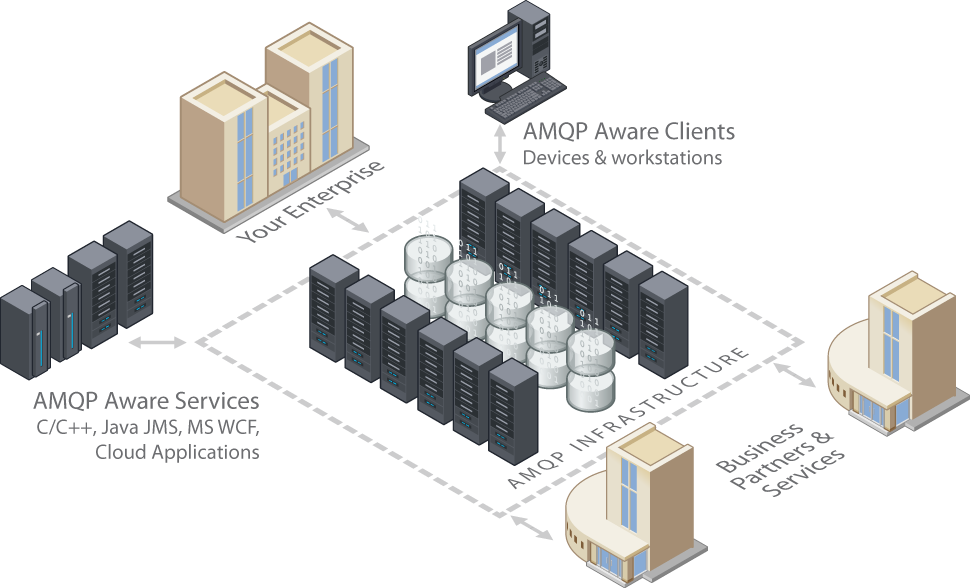 AMQP Aware Clients
Devices & workstations
Your Enterprise
AMQP Aware Services
C/C++, Java JMS, MS WCF,
Cloud Applications
AMQP INFRASTRUCTURE
Business
Partners &
Services